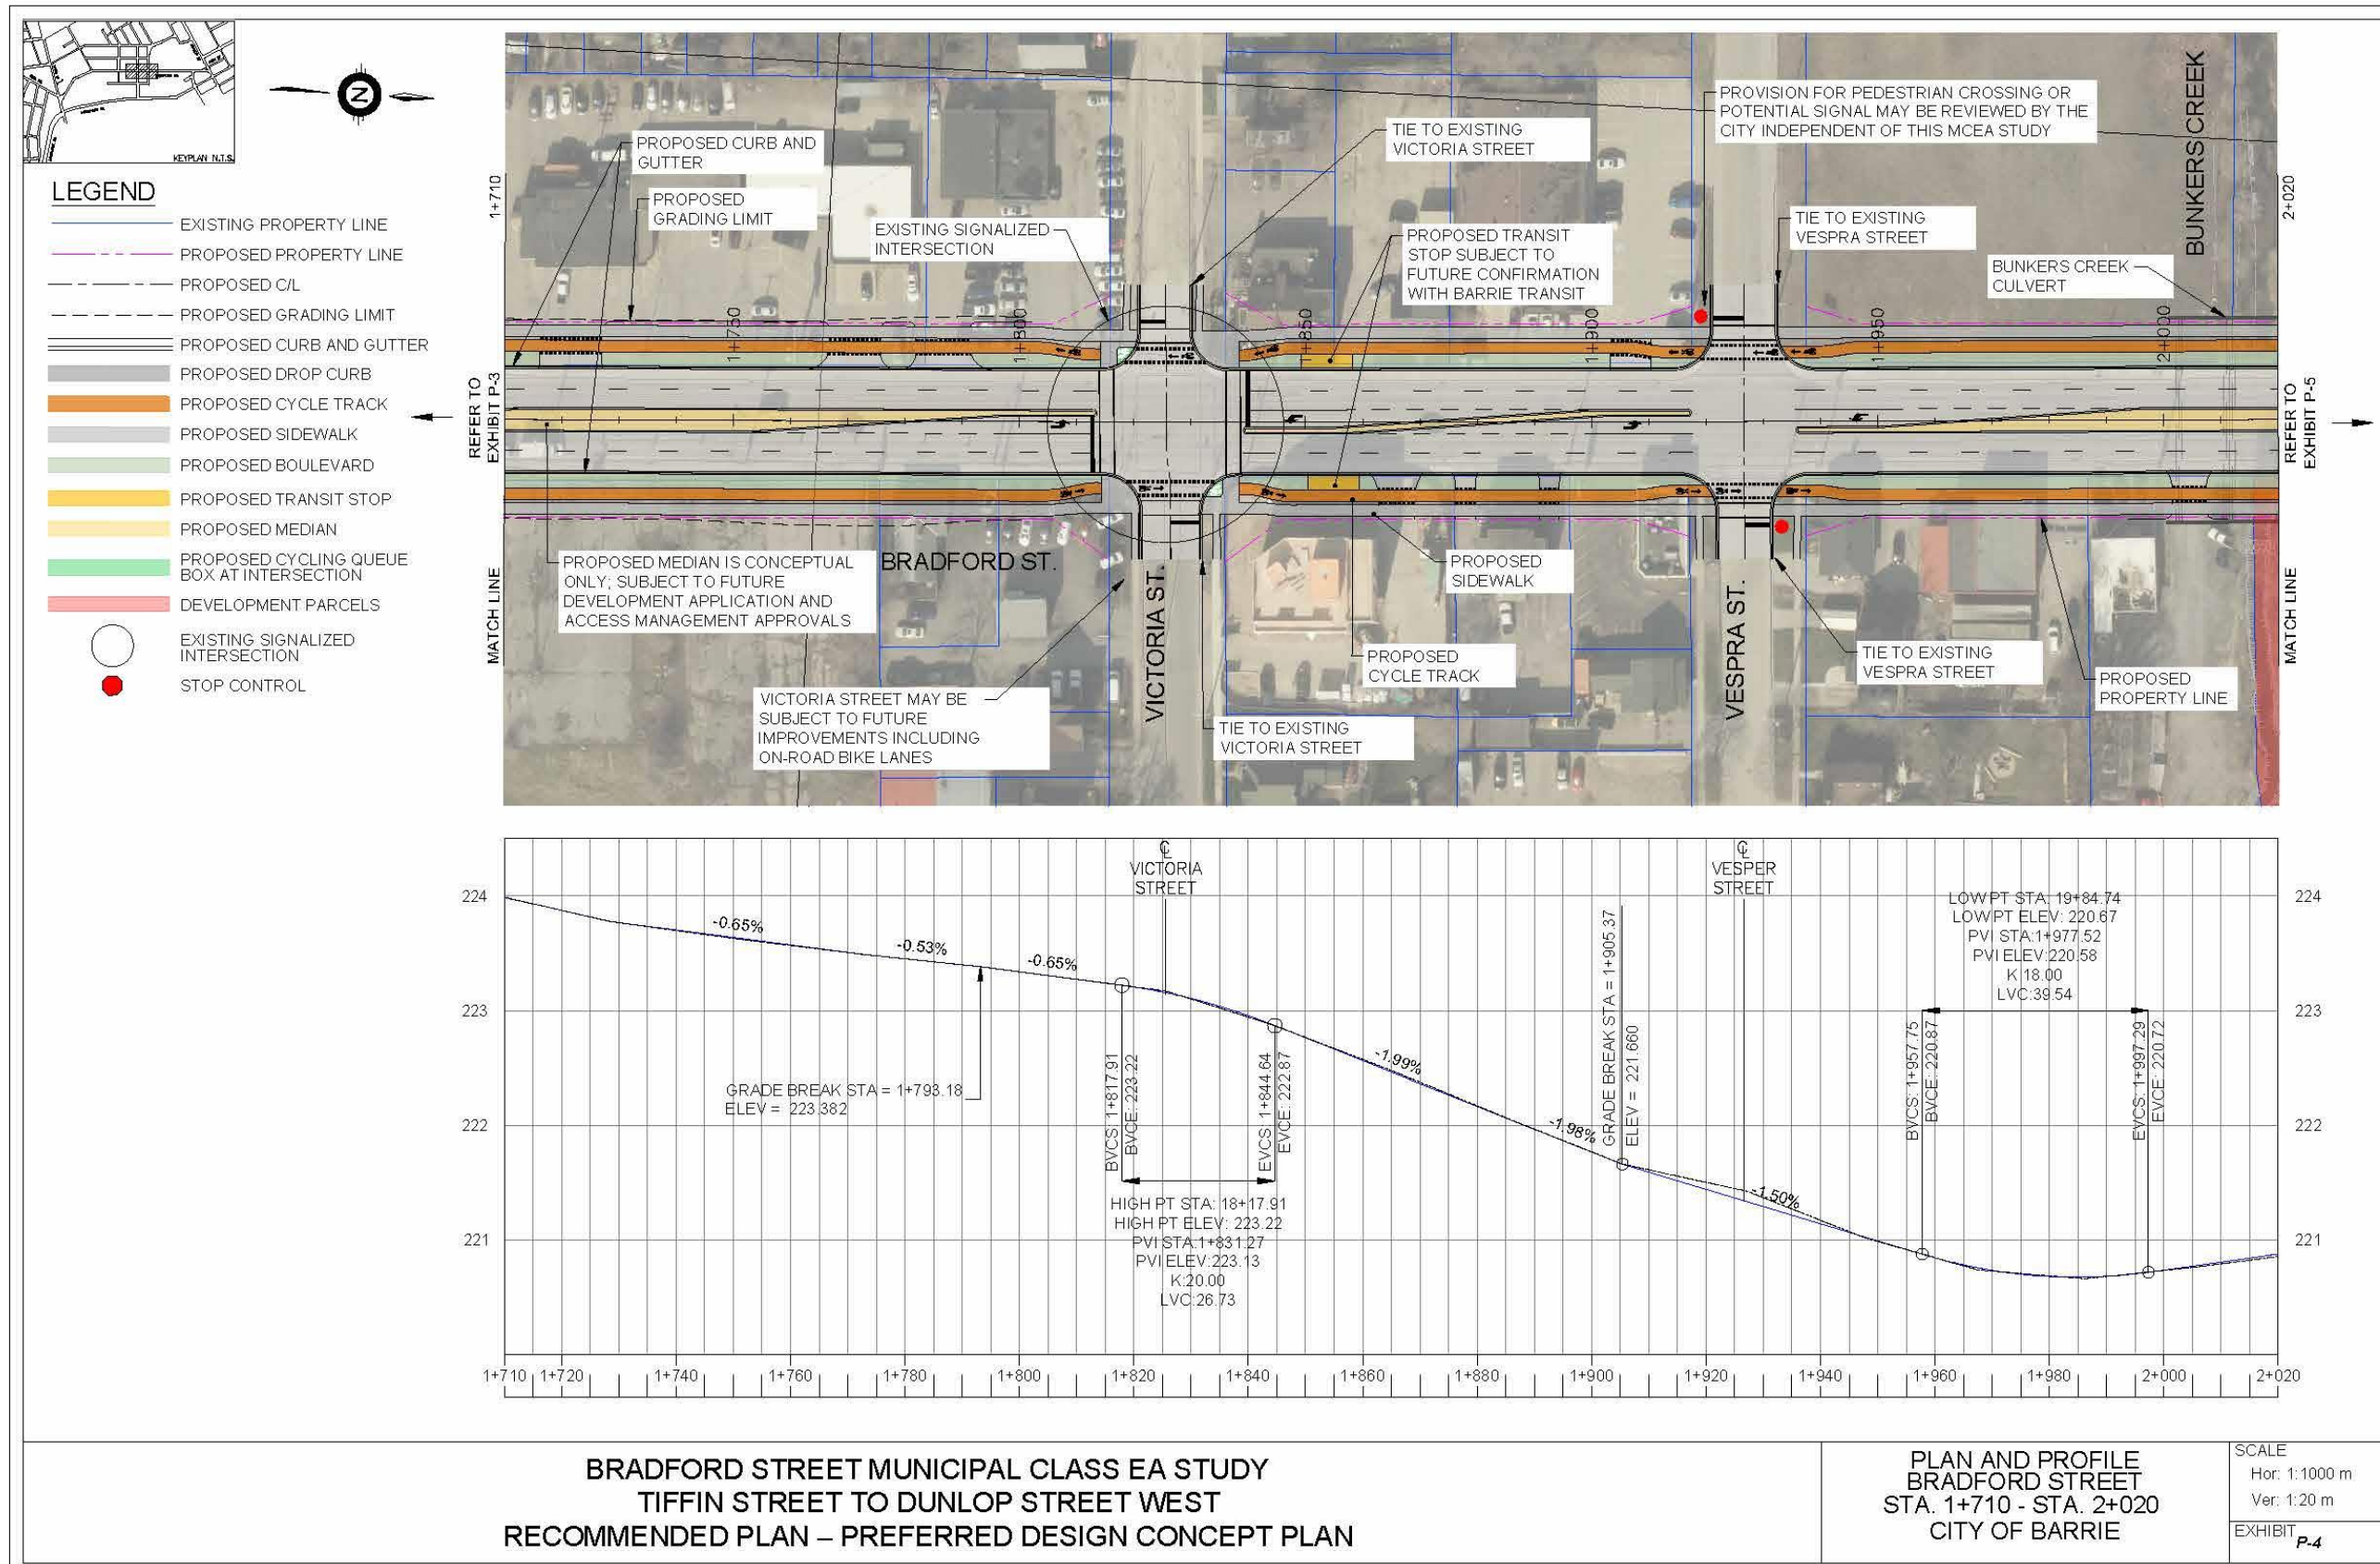 KEYPLAN N.T.S.
N
LEGEND
EXISTING PROPERTY LINE
PROPOSED PROPERTY LINE
PROPOSED C/L
PROPOSED GRADING LIMIT
PROPOSED CURB AND GUTTER
PROPOSED DROP CURB
PROPOSED CYCLE TRACK
PROPOSED SIDEWALK
PROPOSED BOULEVARD
PROPOSED TRANSIT STOP
PROPOSED MEDIAN
PROPOSED CYCLING QUEUE
BOX AT INTERSECTION
DEVELOPMENT PARCELS
EXISTING SIGNALIZED
INTERSECTION
STOP CONTROL
1+710
REFER TO
EXHIBIT P-3
MATCH LINE
PROPOSED CURB AND
GUTTER
PROPOSED
GRADING LIMIT
EXISTING SIGNALIZED
INTERSECTION
TIE TO EXISTING
VICTORIA STREET
PROPOSED TRANSIT
STOP SUBJECT TO
FUTURE CONFIRMATION
WITH BARRIE TRANSIT
PROVISION FOR PEDESTRIAN CROSSING OR
POTENTIAL SIGNAL MAY BE REVIEWED BY THE
CITY INDEPENDENT OF THIS MCEA STUDY
TIE TO EXISTING
VESPRA STREET
BUNKERS CREEK
CULVERT
BUNKERS CREEK
2+020
REFER TO
EXHIBIT P-5
MATCH LINE
1+750
1+800
1+850
1+900
1+950
2+000
PROPOSED MEDIAN IS CONCEPTUAL
ONLY; SUBJECT TO FUTURE
DEVELOPMENT APPLICATION AND
ACCESS MANAGEMENT APPROVALS
BRADFORD ST.
VICTORIA STREET MAY BE
SUBJECT TO FUTURE
IMPROVEMENTS INCLUDING
ON-ROAD BIKE LANES
VICTORIA ST.
TIE TO EXISTING
VICTORIA STREET
PROPOSED
SIDEWALK
PROPOSED
CYCLE TRACK
VESPRA ST.
TIE TO EXISTING
VESPRA STREET
PROPOSED
PROPERTY LINE
224
223
222
221
224
223
222
221
-0.65%
-0.53%
-0.65%
-1.99%
-1.98%
-1.50%
GRADE BREAK STA = 1+793.18
ELEV = 223.382
℄
VICTORIA
STREET
BVCS: 1+817.91
BVCE: 223.22
EVCS: 1+844.64
EVCE: 222.87
HIGH PT STA: 18+17.91
HIGH PT ELEV: 223.22
PVI STA:1+831.27
PVI ELEV:223.13
K:20.00
LVC:26.73
GRADE BREAK STA = 1+905.37
ELEV = 221.660
℄
VESPER
STREET
LOW PT STA: 19+84.74
LOW PT ELEV: 220.67
PVI STA:1+977.52
PVI ELEV:220.58
K:18.00
LVC:39.54
BVCS: 1+957.75
BVCE: 220.87
EVCS: 1+997.29
EVCE: 220.72
1+710 1+720 1+740 1+760 1+780 1+800 1+820 1+840 1+860 1+880 1+900 1+920 1+940 1+960 1+980 2+000 2+020
BRADFORD STREET MUNICIPAL CLASS EA STUDY
TIFFIN STREET TO DUNLOP STREET WEST
RECOMMENDED PLAN – PREFERRED DESIGN CONCEPT PLAN
PLAN AND PROFILE
BRADFORD STREET
STA. 1+710 - STA. 2+020
CITY OF BARRIE
SCALE
Hor: 1:1000 m
Ver: 1:20 m
EXHIBIT P-4